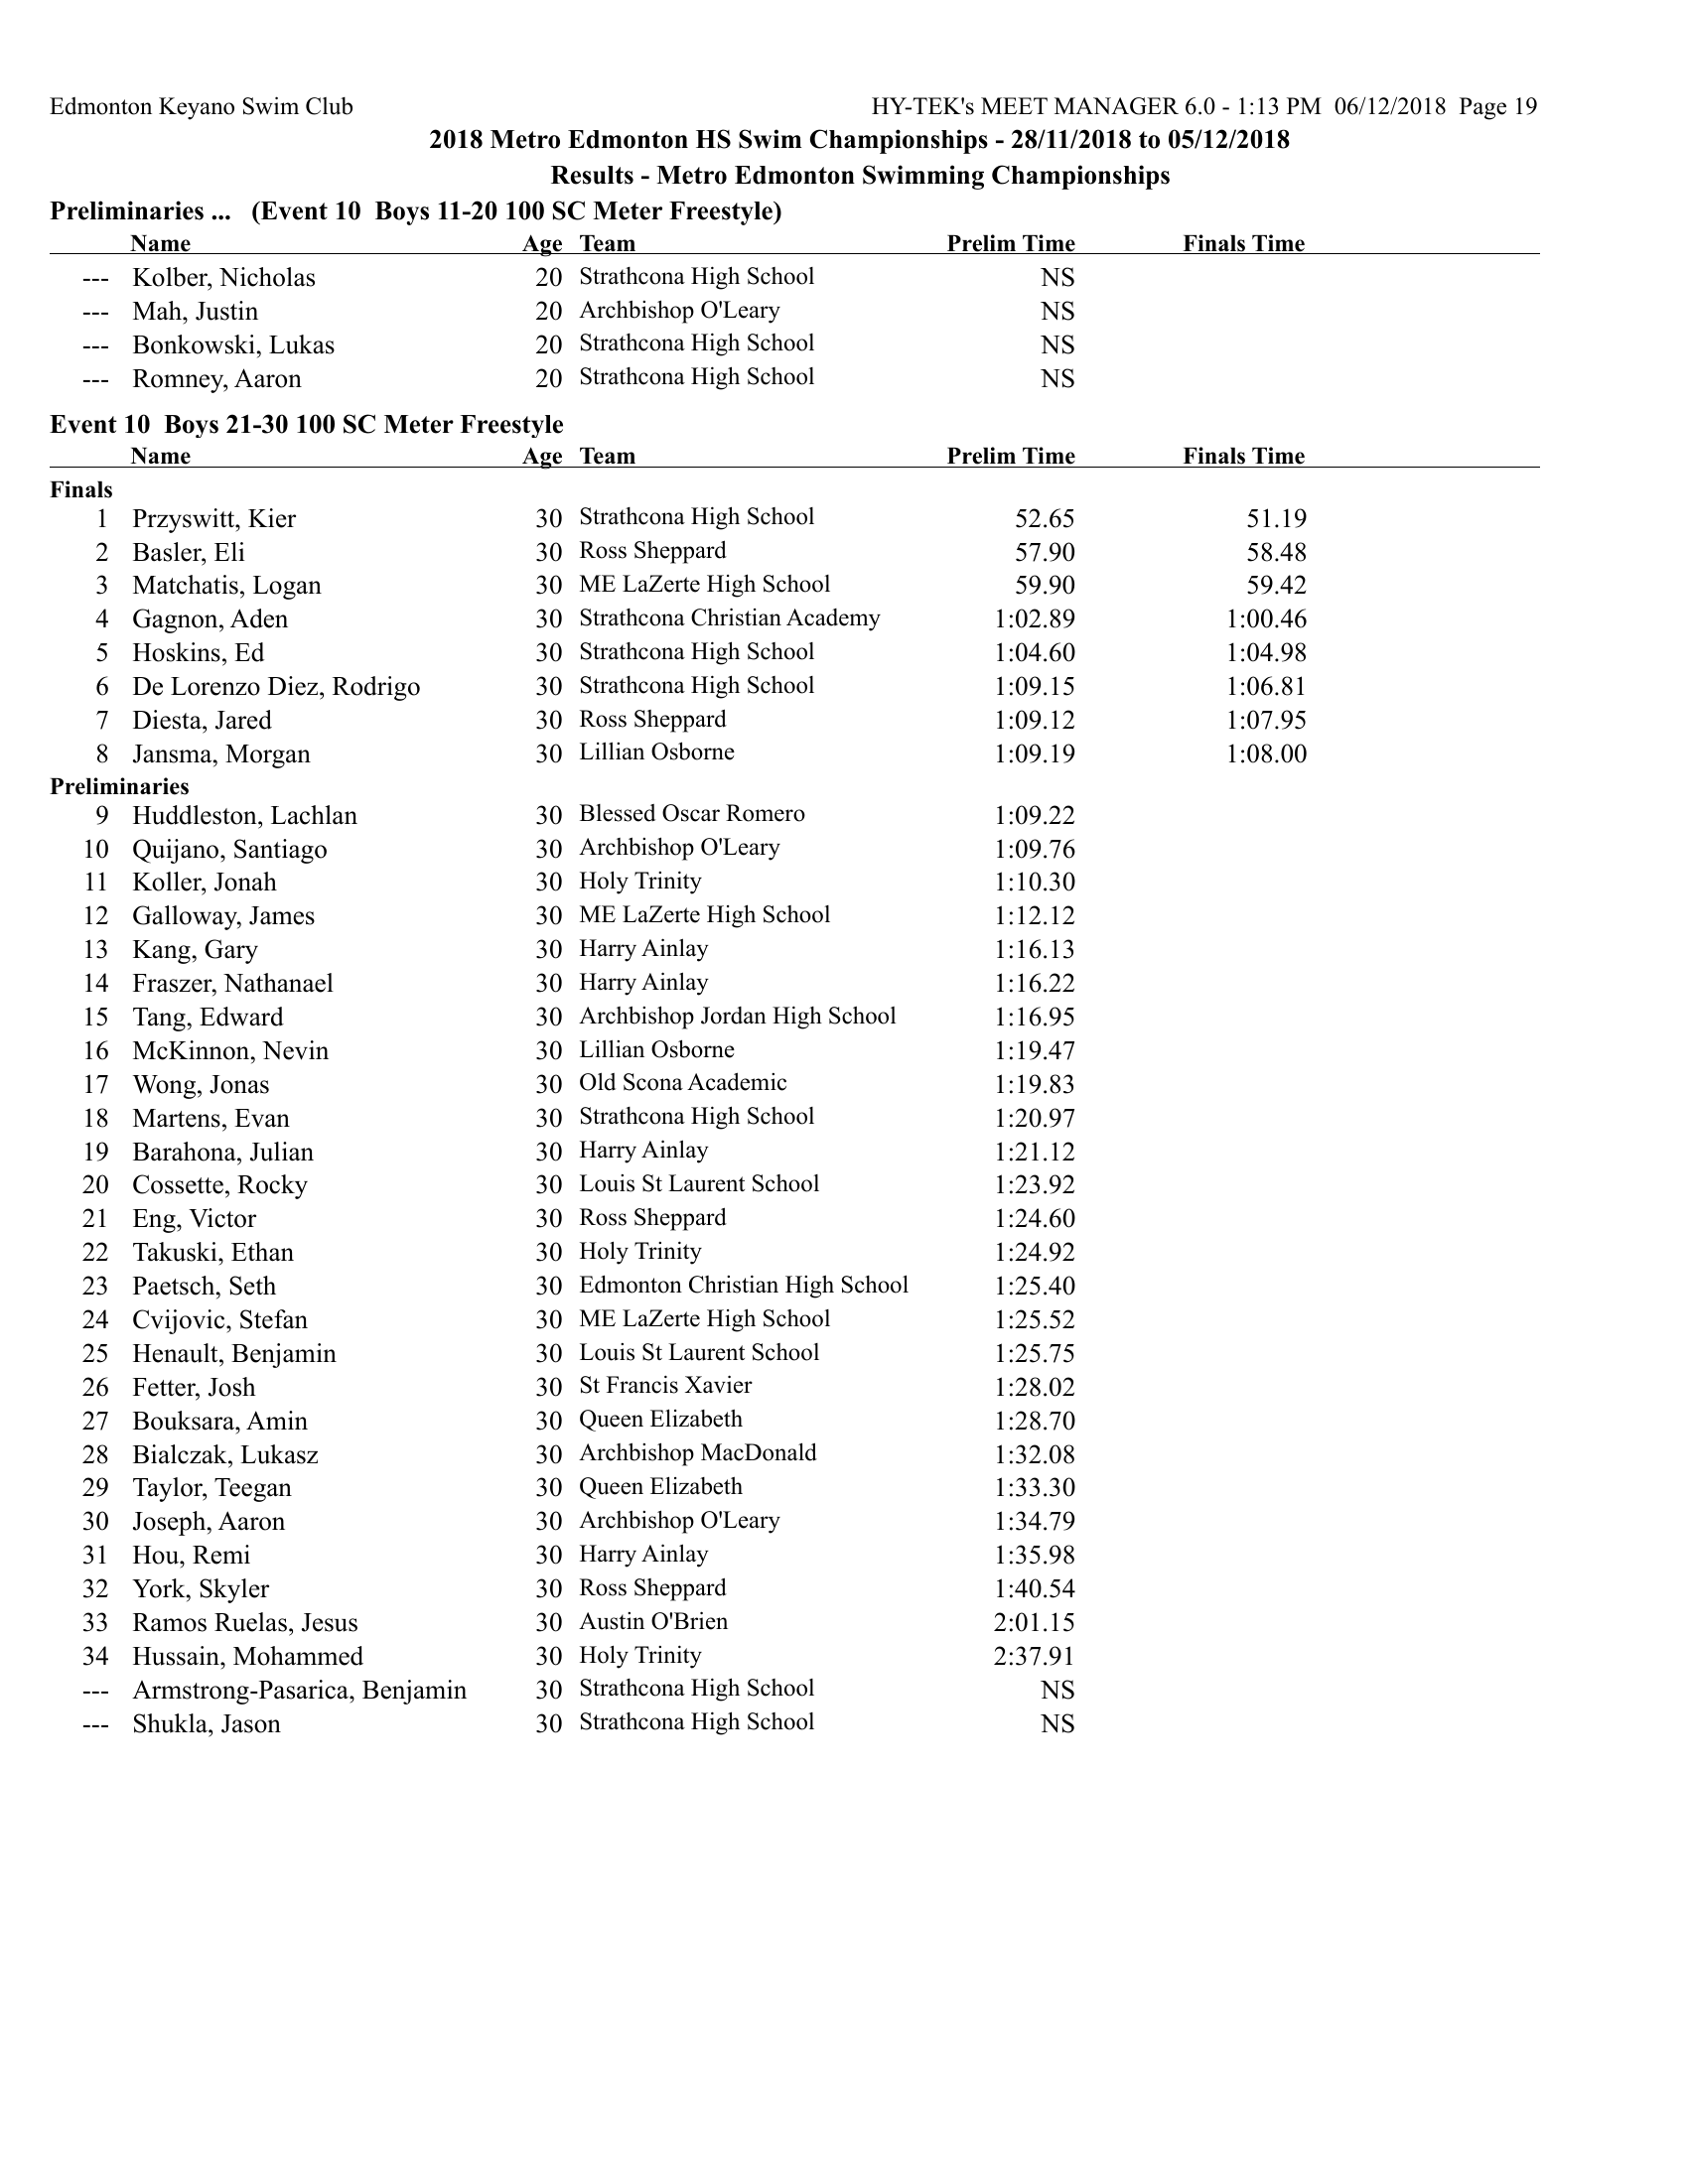 Edmonton Keyano Swim Club HY-TEK's MEET MANAGER 6.0 - 1:13 PM 06/12/2018 Page 19
2018 Metro Edmonton HS Swim Championships - 28/11/2018 to 05/12/2018
Results - Metro Edmonton Swimming Championships
Preliminaries ... (Event 10 Boys 11-20 100 SC Meter Freestyle)
Name Age Team Prelim Time Finals Time
--- Kolber, Nicholas 20 Strathcona High School NS
--- Mah, Justin 20 Archbishop O'Leary NS
--- Bonkowski, Lukas 20 Strathcona High School NS
--- Romney, Aaron 20 Strathcona High School NS
Event 10 Boys 21-30 100 SC Meter Freestyle
Name Age Team Prelim Time Finals Time
Finals
1 Przyswitt, Kier 30 Strathcona High School 52.65 51.19
2 Basler, Eli 30 Ross Sheppard 57.90 58.48
3 Matchatis, Logan 30 ME LaZerte High School 59.90 59.42
4 Gagnon, Aden 30 Strathcona Christian Academy 1:02.89 1:00.46
5 Hoskins, Ed 30 Strathcona High School 1:04.60 1:04.98
6 De Lorenzo Diez, Rodrigo 30 Strathcona High School 1:09.15 1:06.81
7 Diesta, Jared 30 Ross Sheppard 1:09.12 1:07.95
8 Jansma, Morgan 30 Lillian Osborne 1:09.19 1:08.00
Preliminaries
9 Huddleston, Lachlan 30 Blessed Oscar Romero 1:09.22
10 Quijano, Santiago 30 Archbishop O'Leary 1:09.76
11 Koller, Jonah 30 Holy Trinity 1:10.30
12 Galloway, James 30 ME LaZerte High School 1:12.12
13 Kang, Gary 30 Harry Ainlay 1:16.13
14 Fraszer, Nathanael 30 Harry Ainlay 1:16.22
15 Tang, Edward 30 Archbishop Jordan High School 1:16.95
16 McKinnon, Nevin 30 Lillian Osborne 1:19.47
17 Wong, Jonas 30 Old Scona Academic 1:19.83
18 Martens, Evan 30 Strathcona High School 1:20.97
19 Barahona, Julian 30 Harry Ainlay 1:21.12
20 Cossette, Rocky 30 Louis St Laurent School 1:23.92
21 Eng, Victor 30 Ross Sheppard 1:24.60
22 Takuski, Ethan 30 Holy Trinity 1:24.92
23 Paetsch, Seth 30 Edmonton Christian High School 1:25.40
24 Cvijovic, Stefan 30 ME LaZerte High School 1:25.52
25 Henault, Benjamin 30 Louis St Laurent School 1:25.75
26 Fetter, Josh 30 St Francis Xavier 1:28.02
27 Bouksara, Amin 30 Queen Elizabeth 1:28.70
28 Bialczak, Lukasz 30 Archbishop MacDonald 1:32.08
29 Taylor, Teegan 30 Queen Elizabeth 1:33.30
30 Joseph, Aaron 30 Archbishop O'Leary 1:34.79
31 Hou, Remi 30 Harry Ainlay 1:35.98
32 York, Skyler 30 Ross Sheppard 1:40.54
33 Ramos Ruelas, Jesus 30 Austin O'Brien 2:01.15
34 Hussain, Mohammed 30 Holy Trinity 2:37.91
--- Armstrong-Pasarica, Benjamin 30 Strathcona High School NS
--- Shukla, Jason 30 Strathcona High School NS